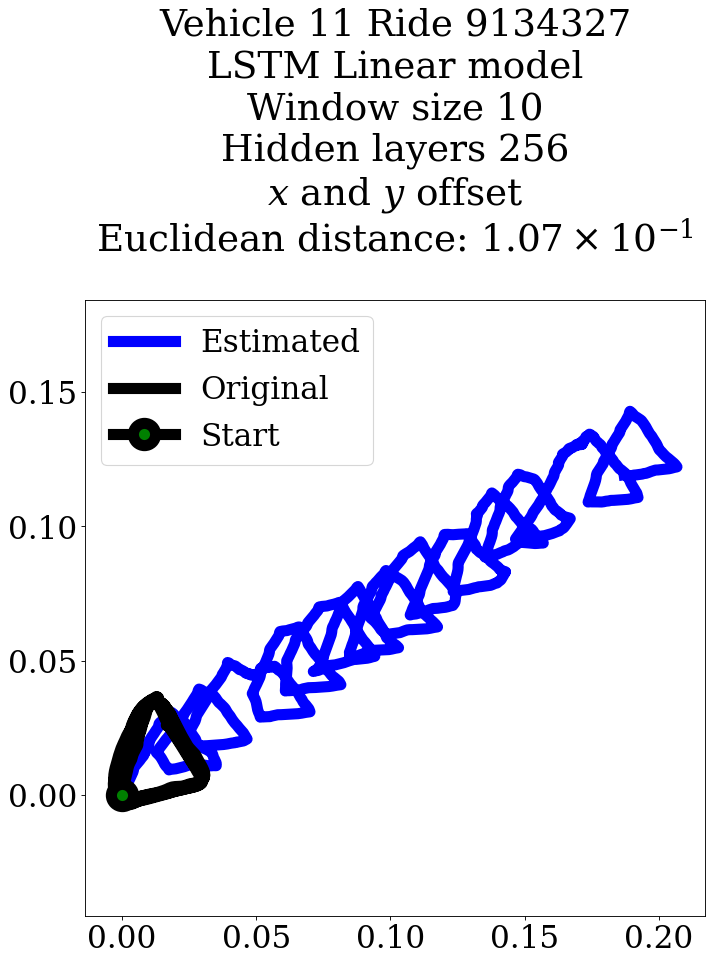 Vehicle 11 Ride 9134327
LSTM Linear model
Window size 10
Hidden layers 256
x and y offset
Euclidean distance: 1.07 × 10⁻¹
Estimated
Original
Start
0.15
0.10
0.05
0.00
0.00 0.05 0.10 0.15 0.20